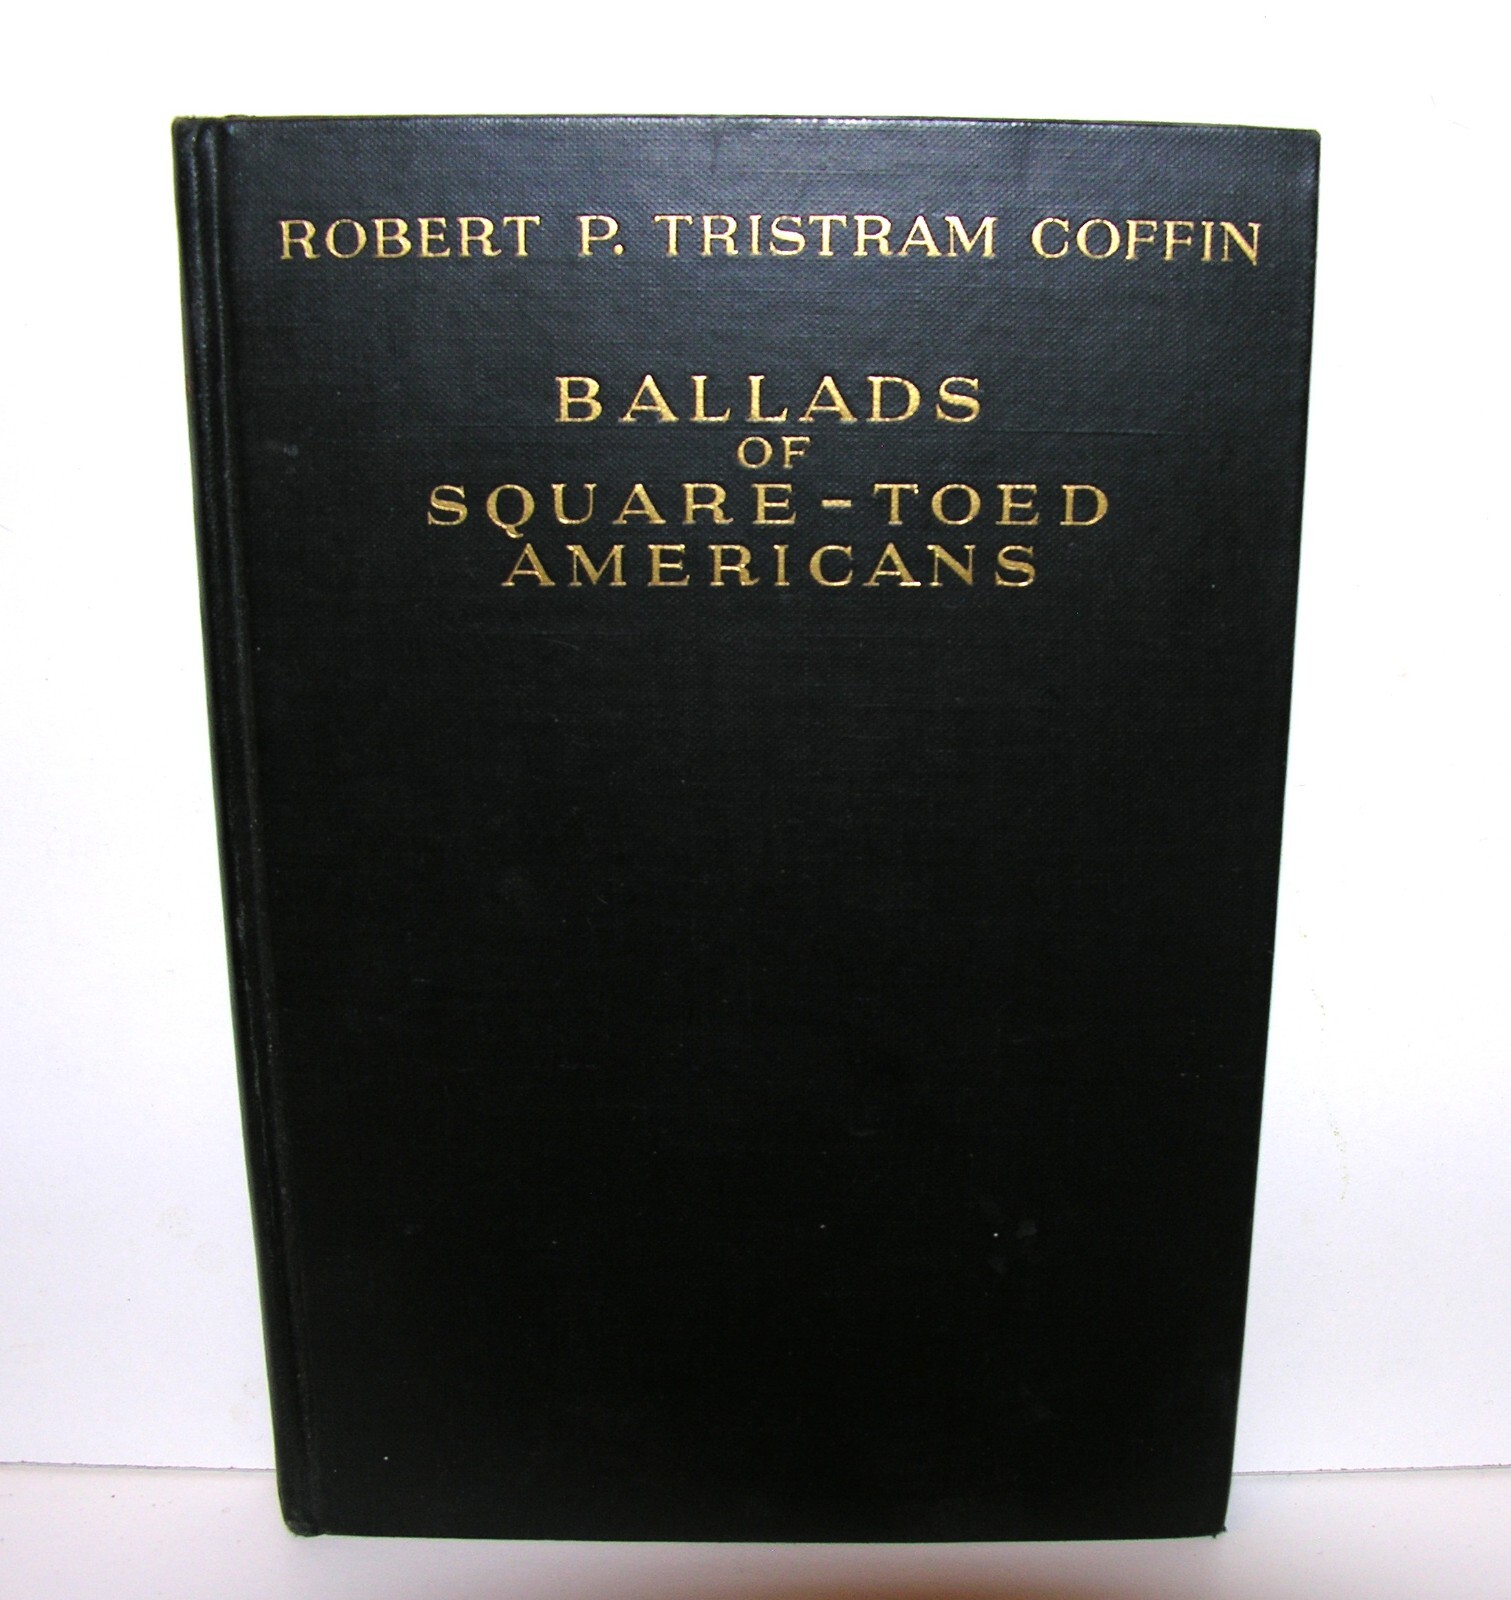 ROBERT P. TRISTRAM COFFIN
BALLADS
OF
SQUARE-TOED
AMERICANS